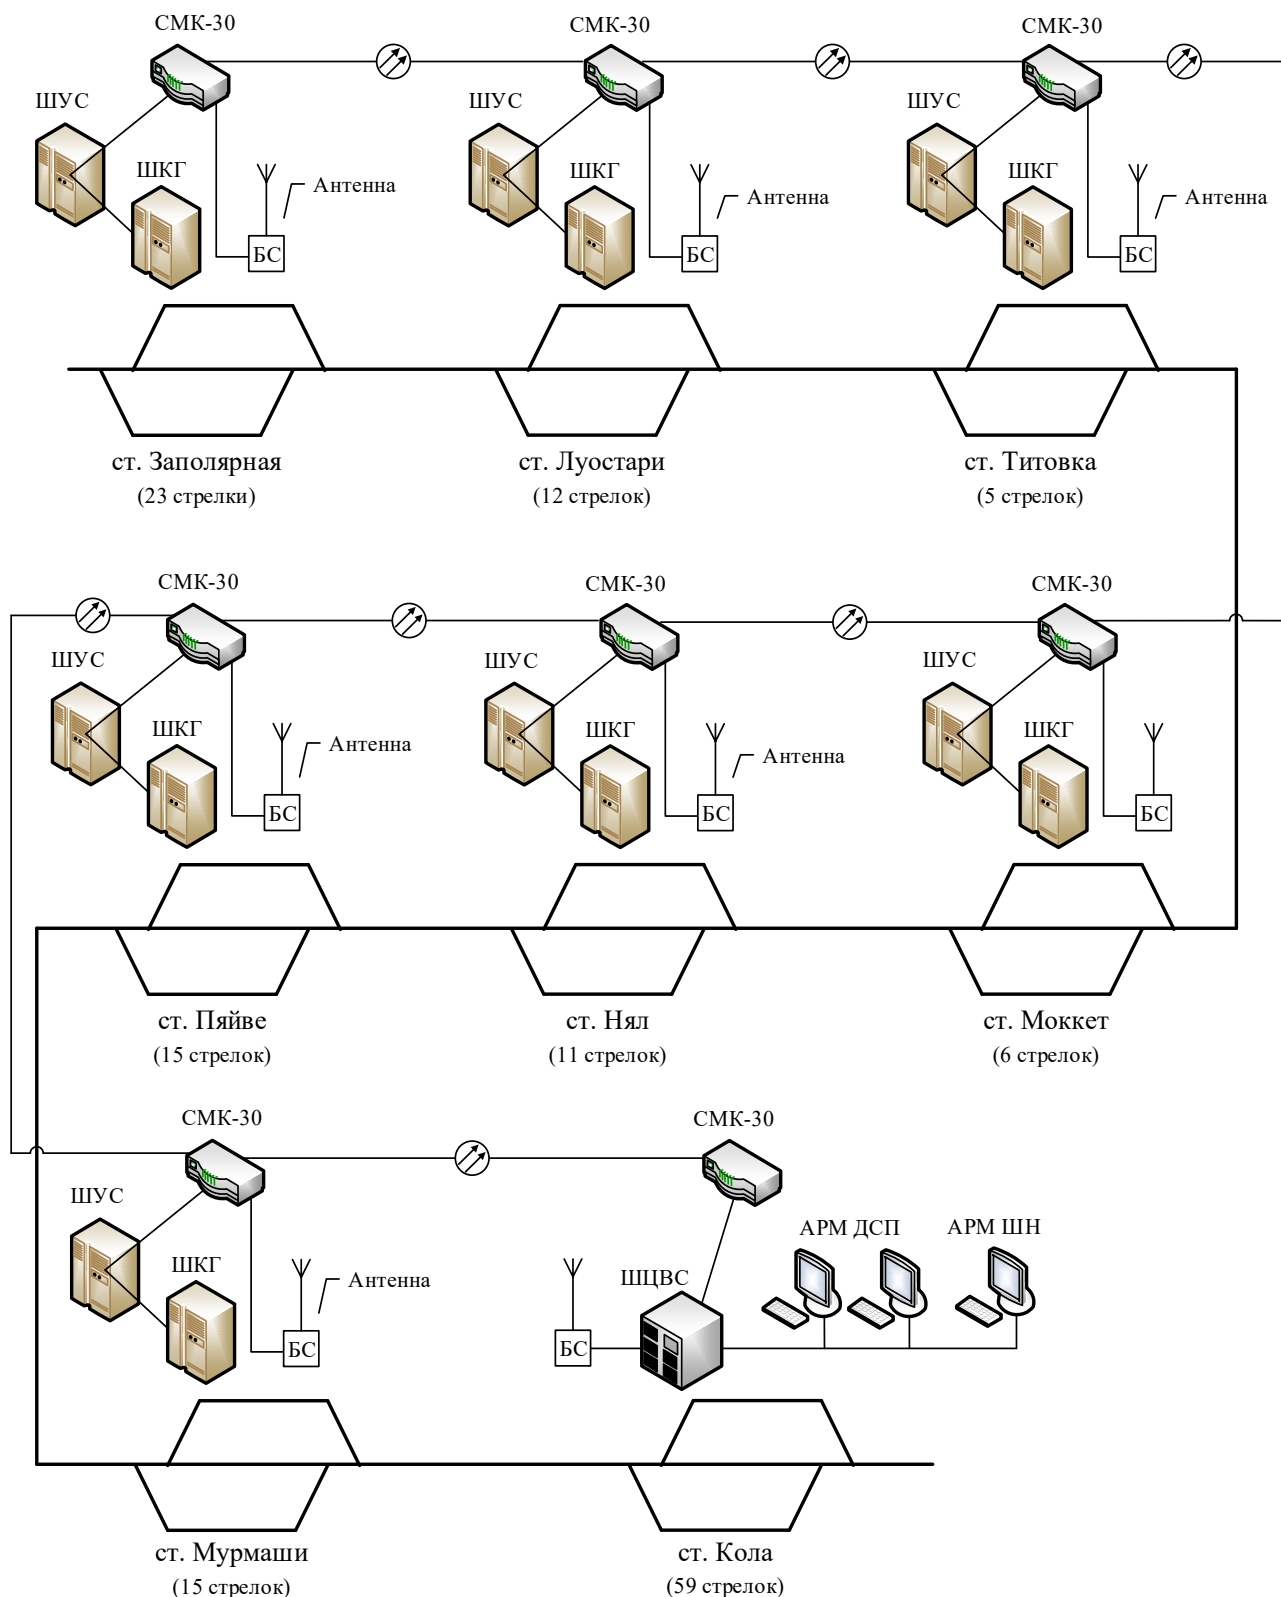 СМК-30
СМК-30
СМК-30
ШУС
ШУС
ШУС
ШКГ
ШКГ
ШКГ
Антенна
Антенна
Антенна
БС
БС
БС
ст. Заполярная
(23 стрелки)
ст. Луостари
(12 стрелок)
ст. Титовка
(5 стрелок)
СМК-30
СМК-30
СМК-30
ШУС
ШУС
ШУС
ШКГ
ШКГ
ШКГ
Антенна
Антенна
БС
БС
БС
ст. Пяйве
(15 стрелок)
ст. Нял
(11 стрелок)
ст. Моккет
(6 стрелок)
СМК-30
СМК-30
ШУС
ШКГ
Антенна
БС
БС
ШЦВС
АРМ ДСП
АРМ ШН
ст. Мурмаши
(15 стрелок)
ст. Кола
(59 стрелок)